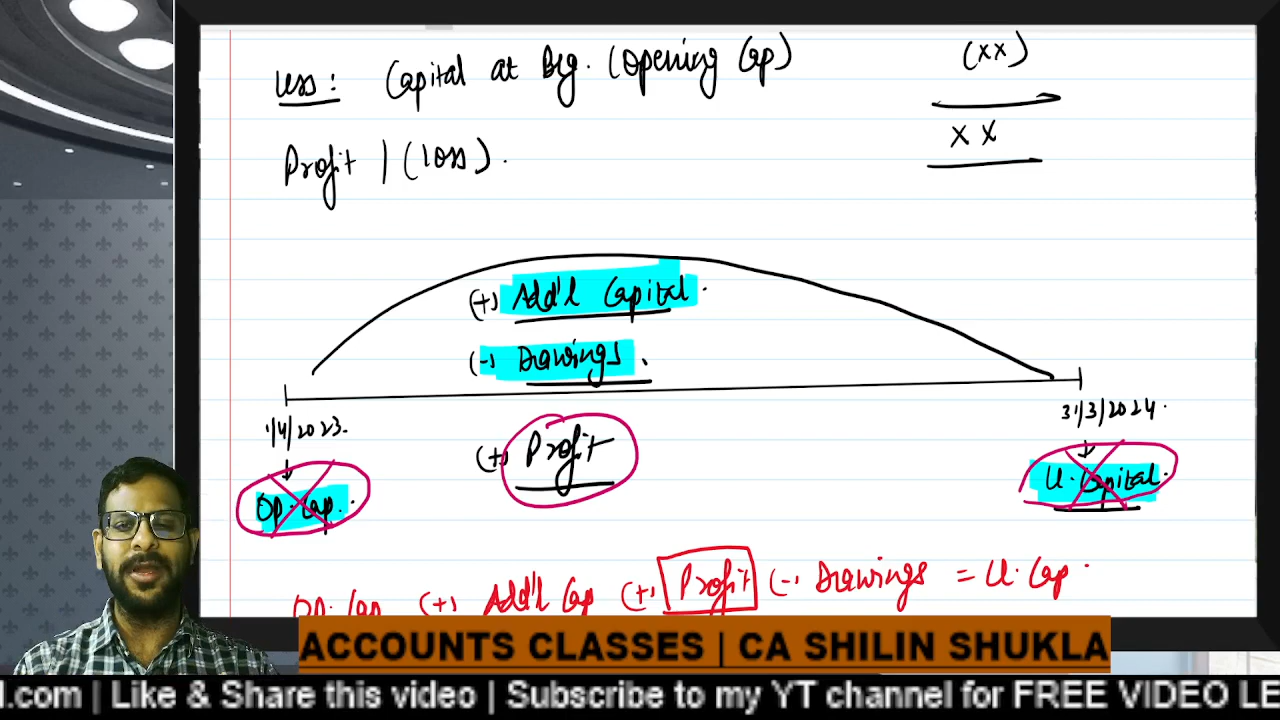 Less: Capital at Beg. (Opening Cap) (xx)
Profit | (loss). xx
(+) Add'l Capital.
(-) Drawings.
1/4/2023. 31/3/2024.
(+) Profit
Op. Cap. Cl. Capital.
Op. Cap (+) Add'l Cap (+) Profit (-) Drawings = Cl. Cap.
ACCOUNTS CLASSES | CA SHILIN SHUKLA
l.com | Like & Share this video | Subscribe to my YT channel for FREE VIDEO LE